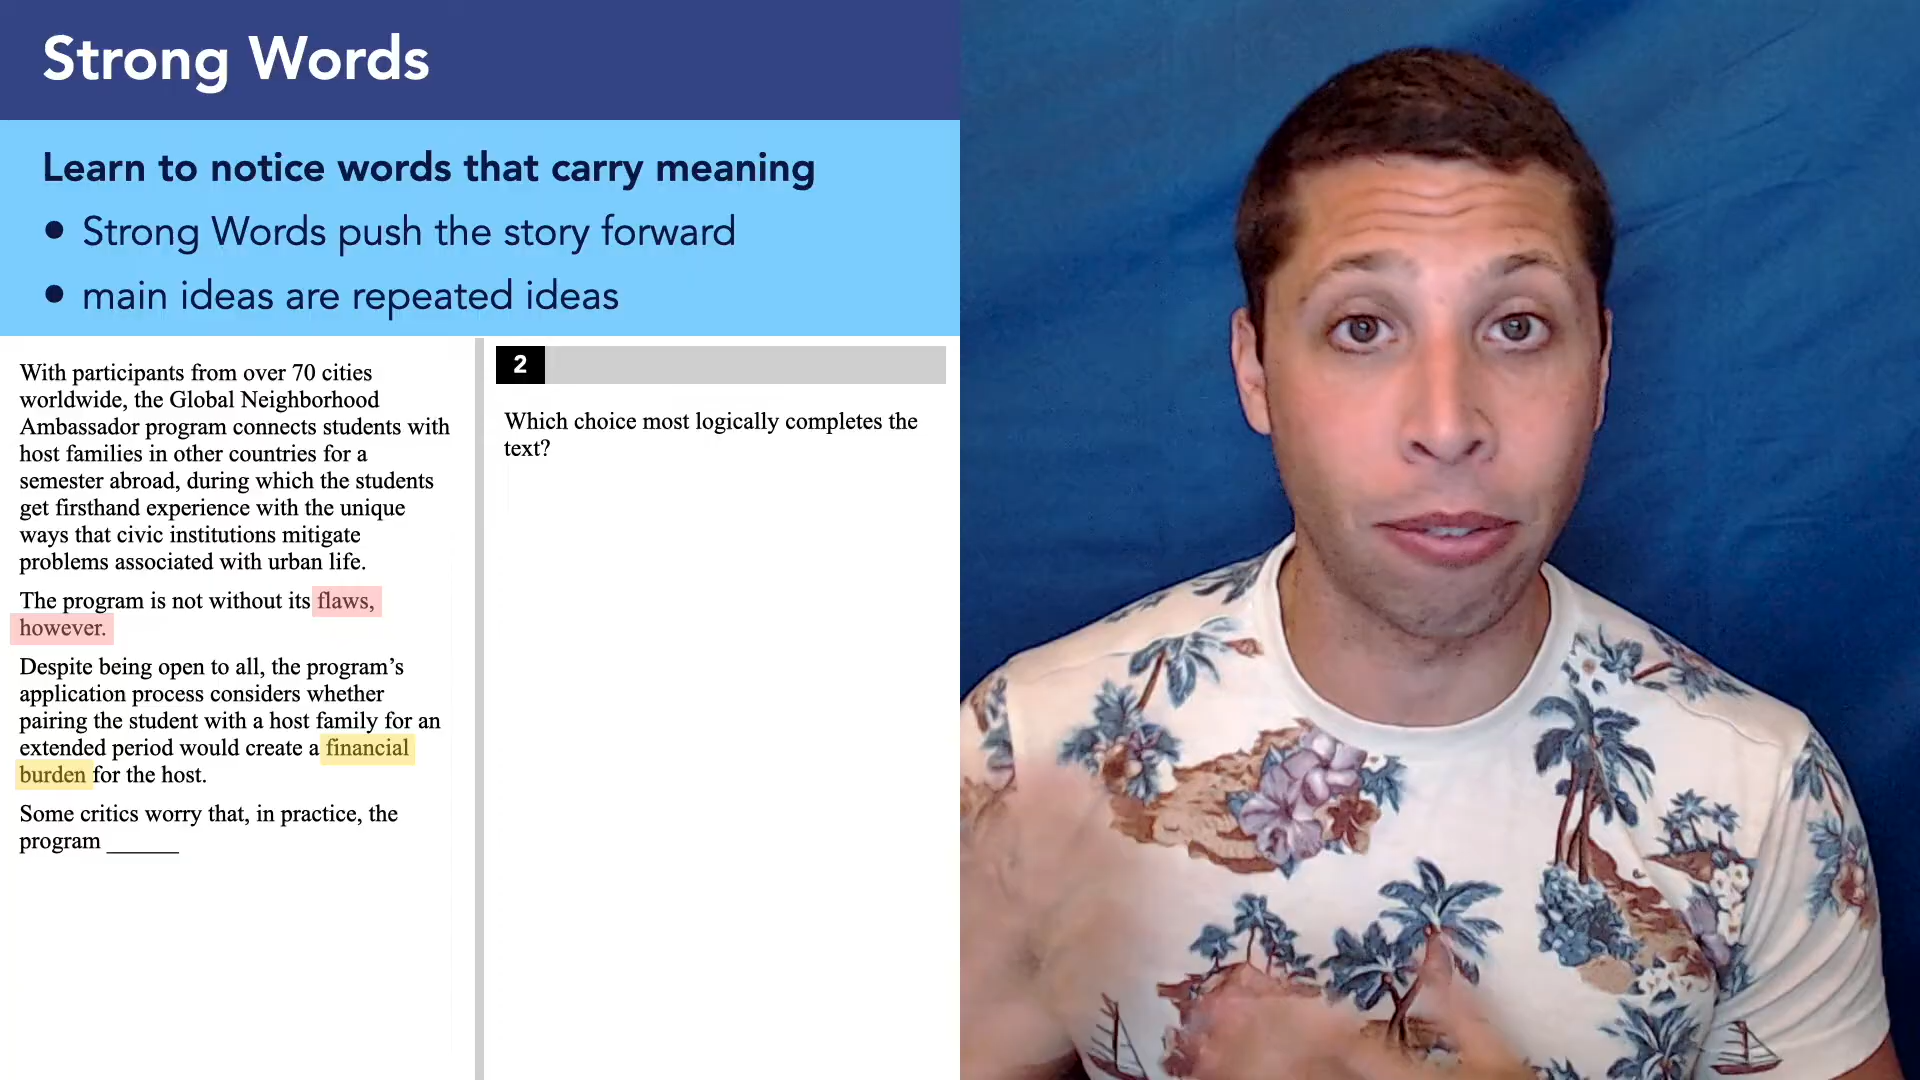 Strong Words
Learn to notice words that carry meaning
• Strong Words push the story forward
• main ideas are repeated ideas
With participants from over 70 cities
worldwide, the Global Neighborhood
Ambassador program connects students with
host families in other countries for a
semester abroad, during which the students
get firsthand experience with the unique
ways that civic institutions mitigate
problems associated with urban life.
The program is not without its flaws,
however.
Despite being open to all, the program’s
application process considers whether
pairing the student with a host family for an
extended period would create a financial
burden for the host.
Some critics worry that, in practice, the
program ______
2
Which choice most logically completes the
text?